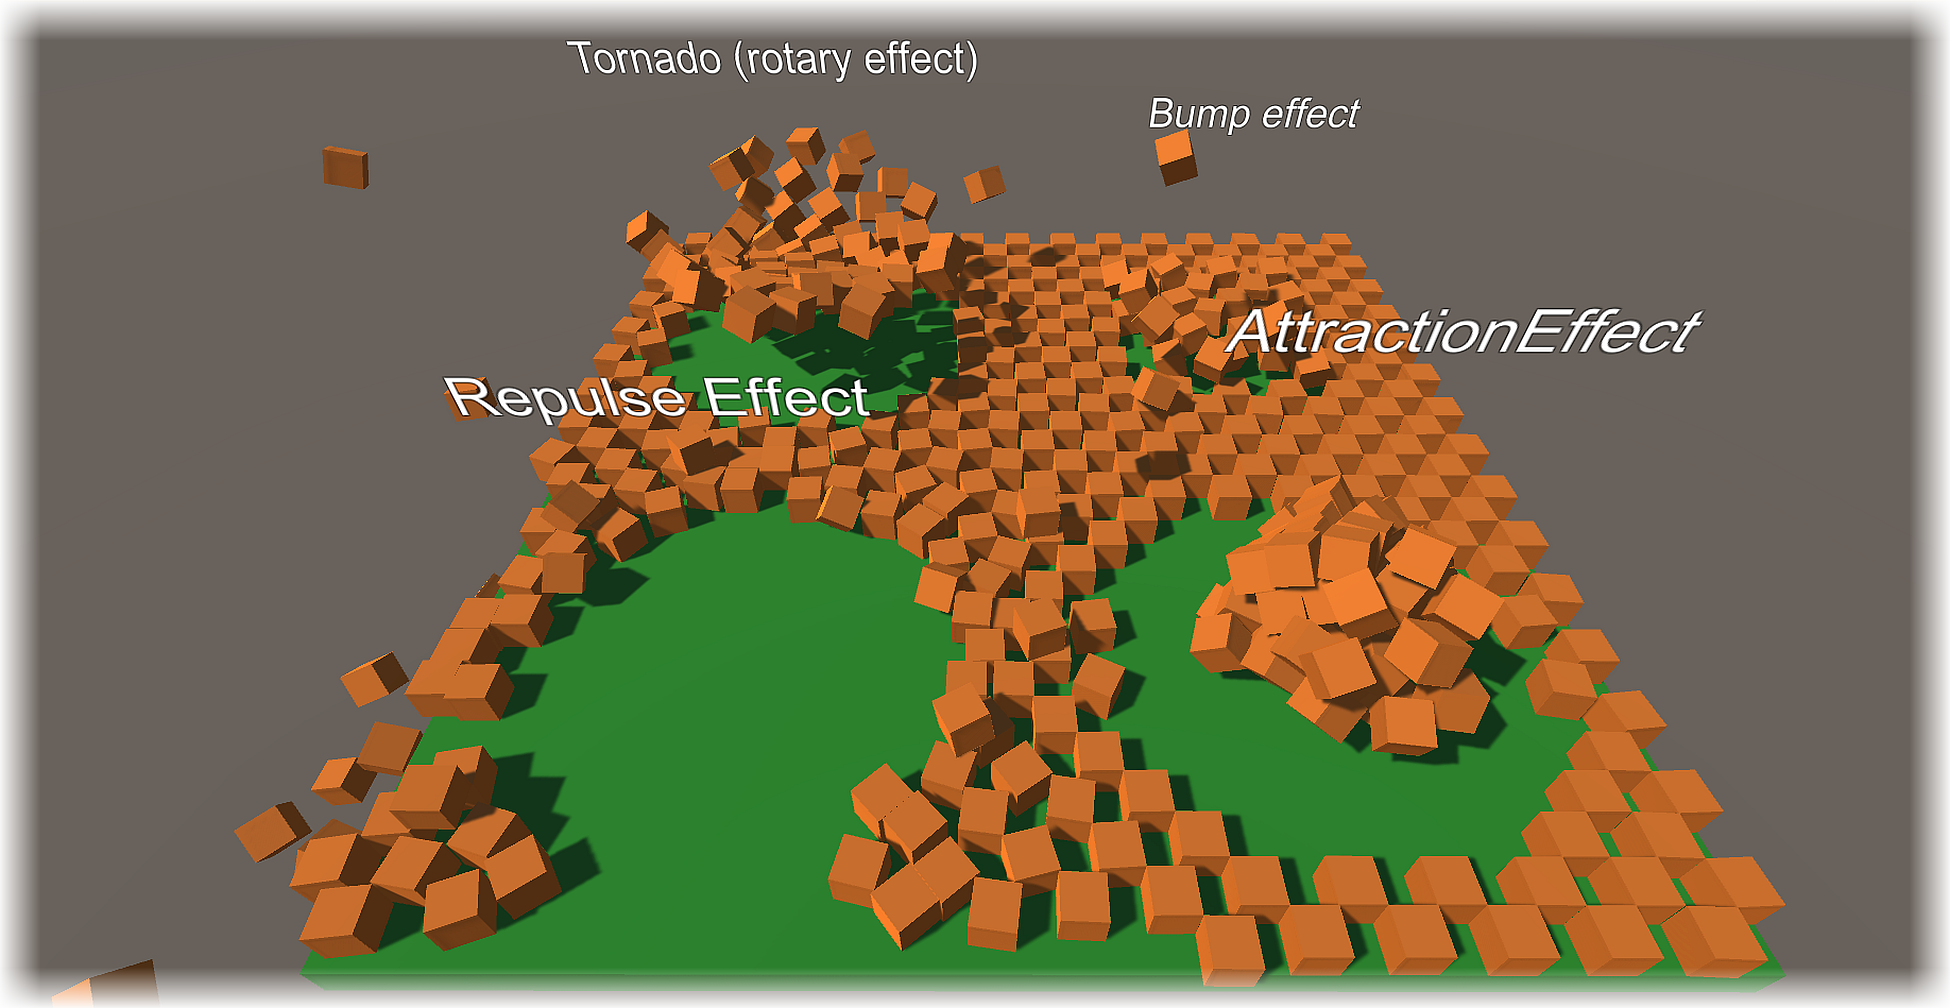 Tornado (rotary effect)
Bump effect
AttractionEffect
Repulse Effect